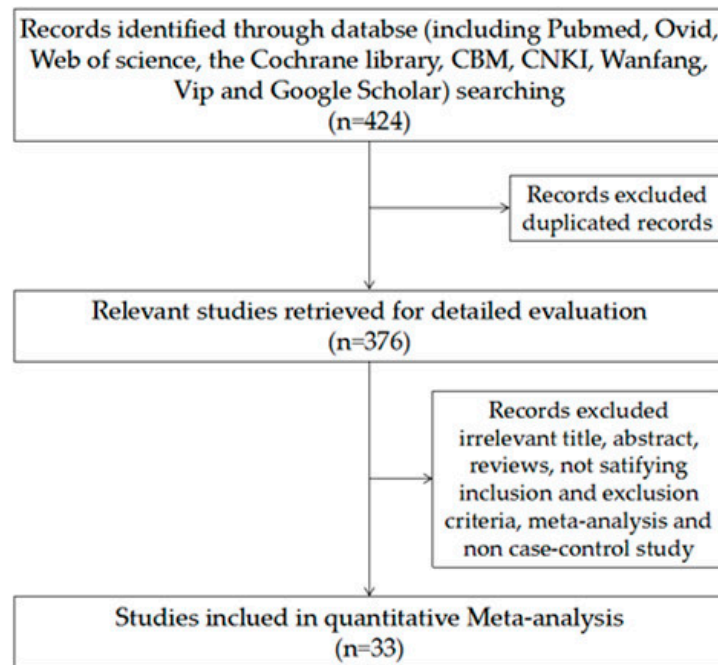 Records identified through databse (including Pubmed, Ovid,
Web of science, the Cochrane library, CBM, CNKI, Wanfang,
Vip and Google Scholar) searching
(n=424)
Records excluded
duplicated records
Relevant studies retrieved for detailed evaluation
(n=376)
Records excluded
irrelevant title, abstract,
reviews, not satifying
inclusion and exclusion
criteria, meta-analysis and
non case-control study
Studies inclued in quantitative Meta-analysis
(n=33)